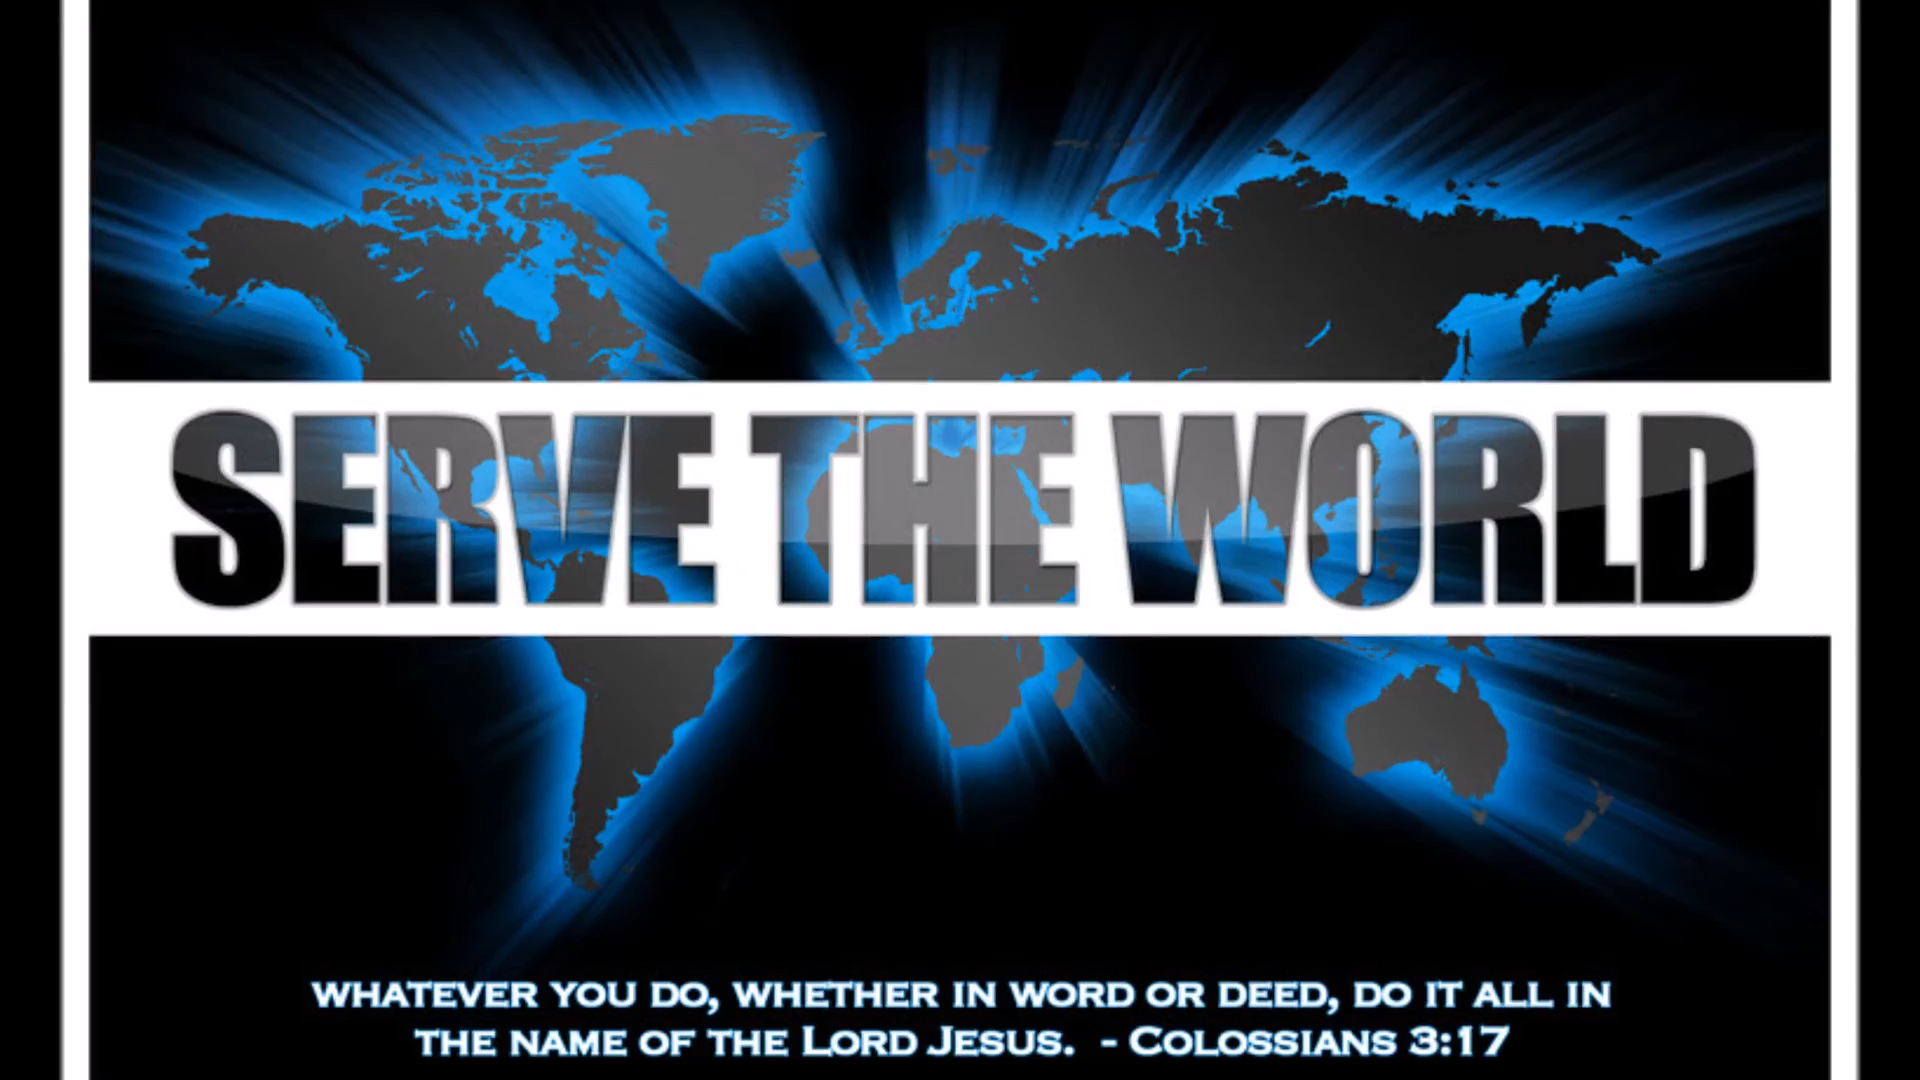 SERVE THE WORLD
WHATEVER YOU DO, WHETHER IN WORD OR DEED, DO IT ALL IN
THE NAME OF THE LORD JESUS. - COLOSSIANS 3:17